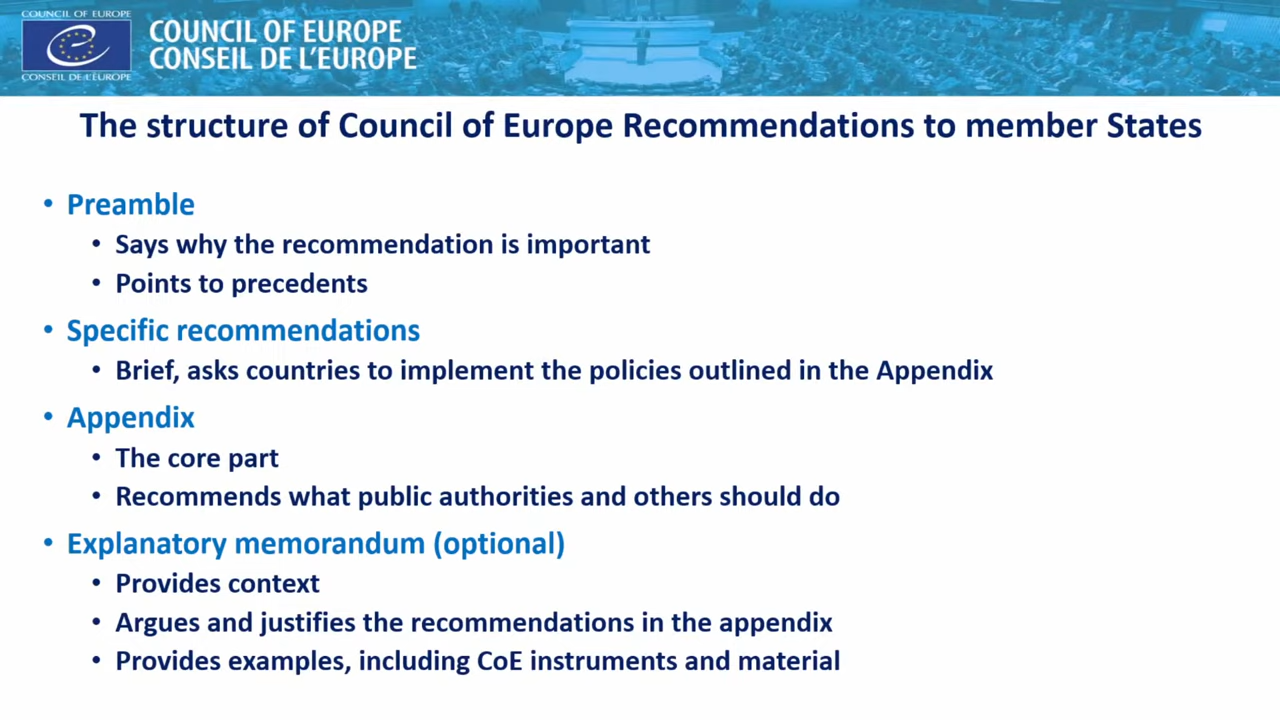 COUNCIL OF EUROPE
CONSEIL DE L'EUROPE
COUNCIL OF EUROPE
CONSEIL DE L'EUROPE
The structure of Council of Europe Recommendations to member States
• Preamble
• Says why the recommendation is important
• Points to precedents
• Specific recommendations
• Brief, asks countries to implement the policies outlined in the Appendix
• Appendix
• The core part
• Recommends what public authorities and others should do
• Explanatory memorandum (optional)
• Provides context
• Argues and justifies the recommendations in the appendix
• Provides examples, including CoE instruments and material